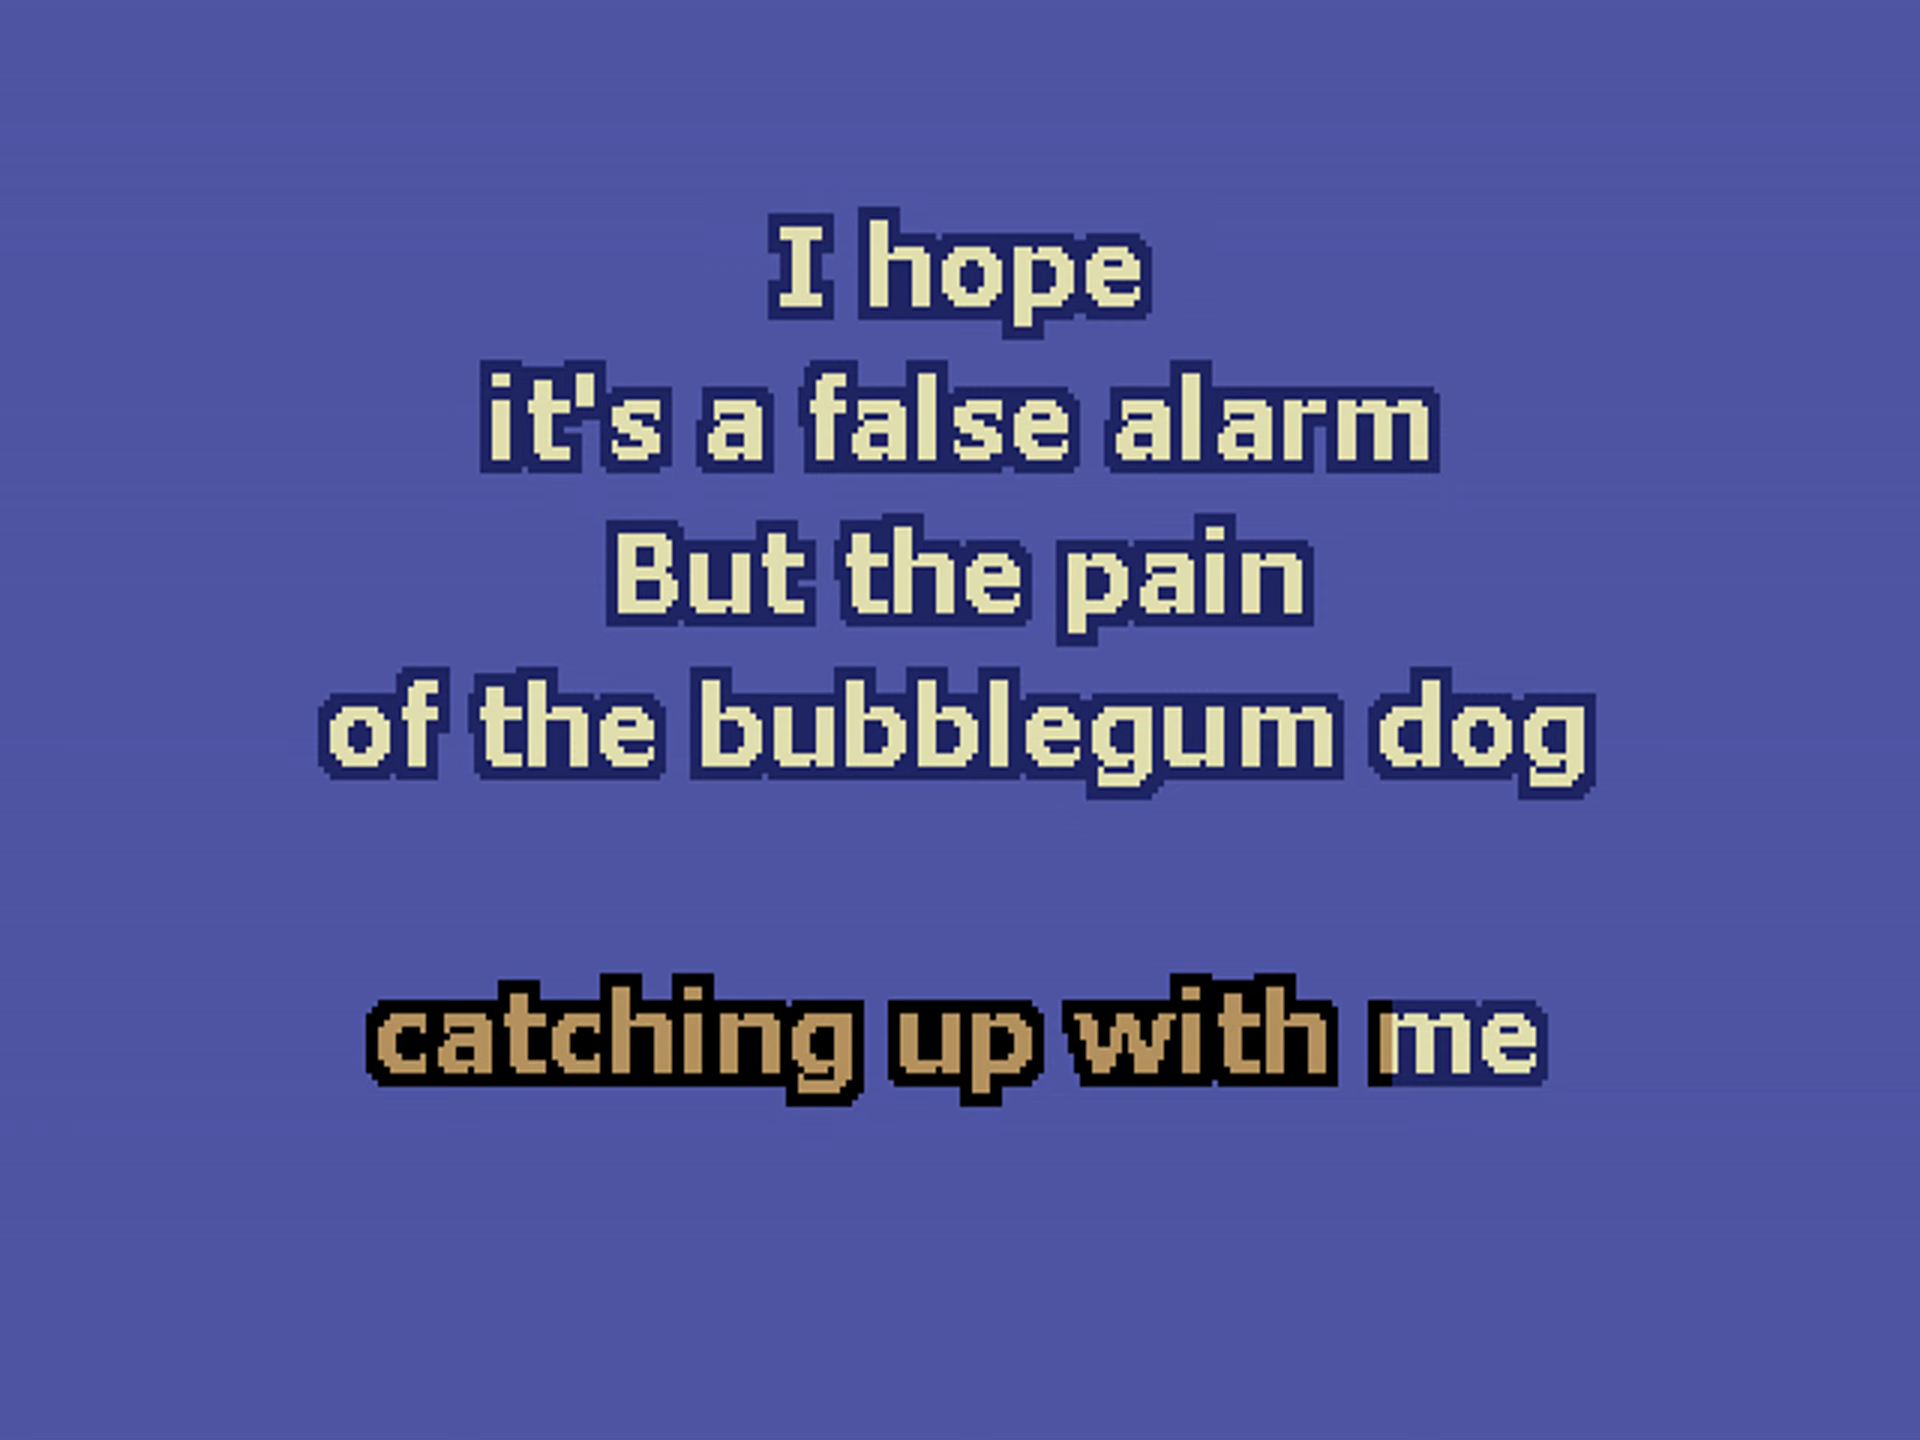 I hope
it's a false alarm
But the pain
of the bubblegum dog
catching up with me